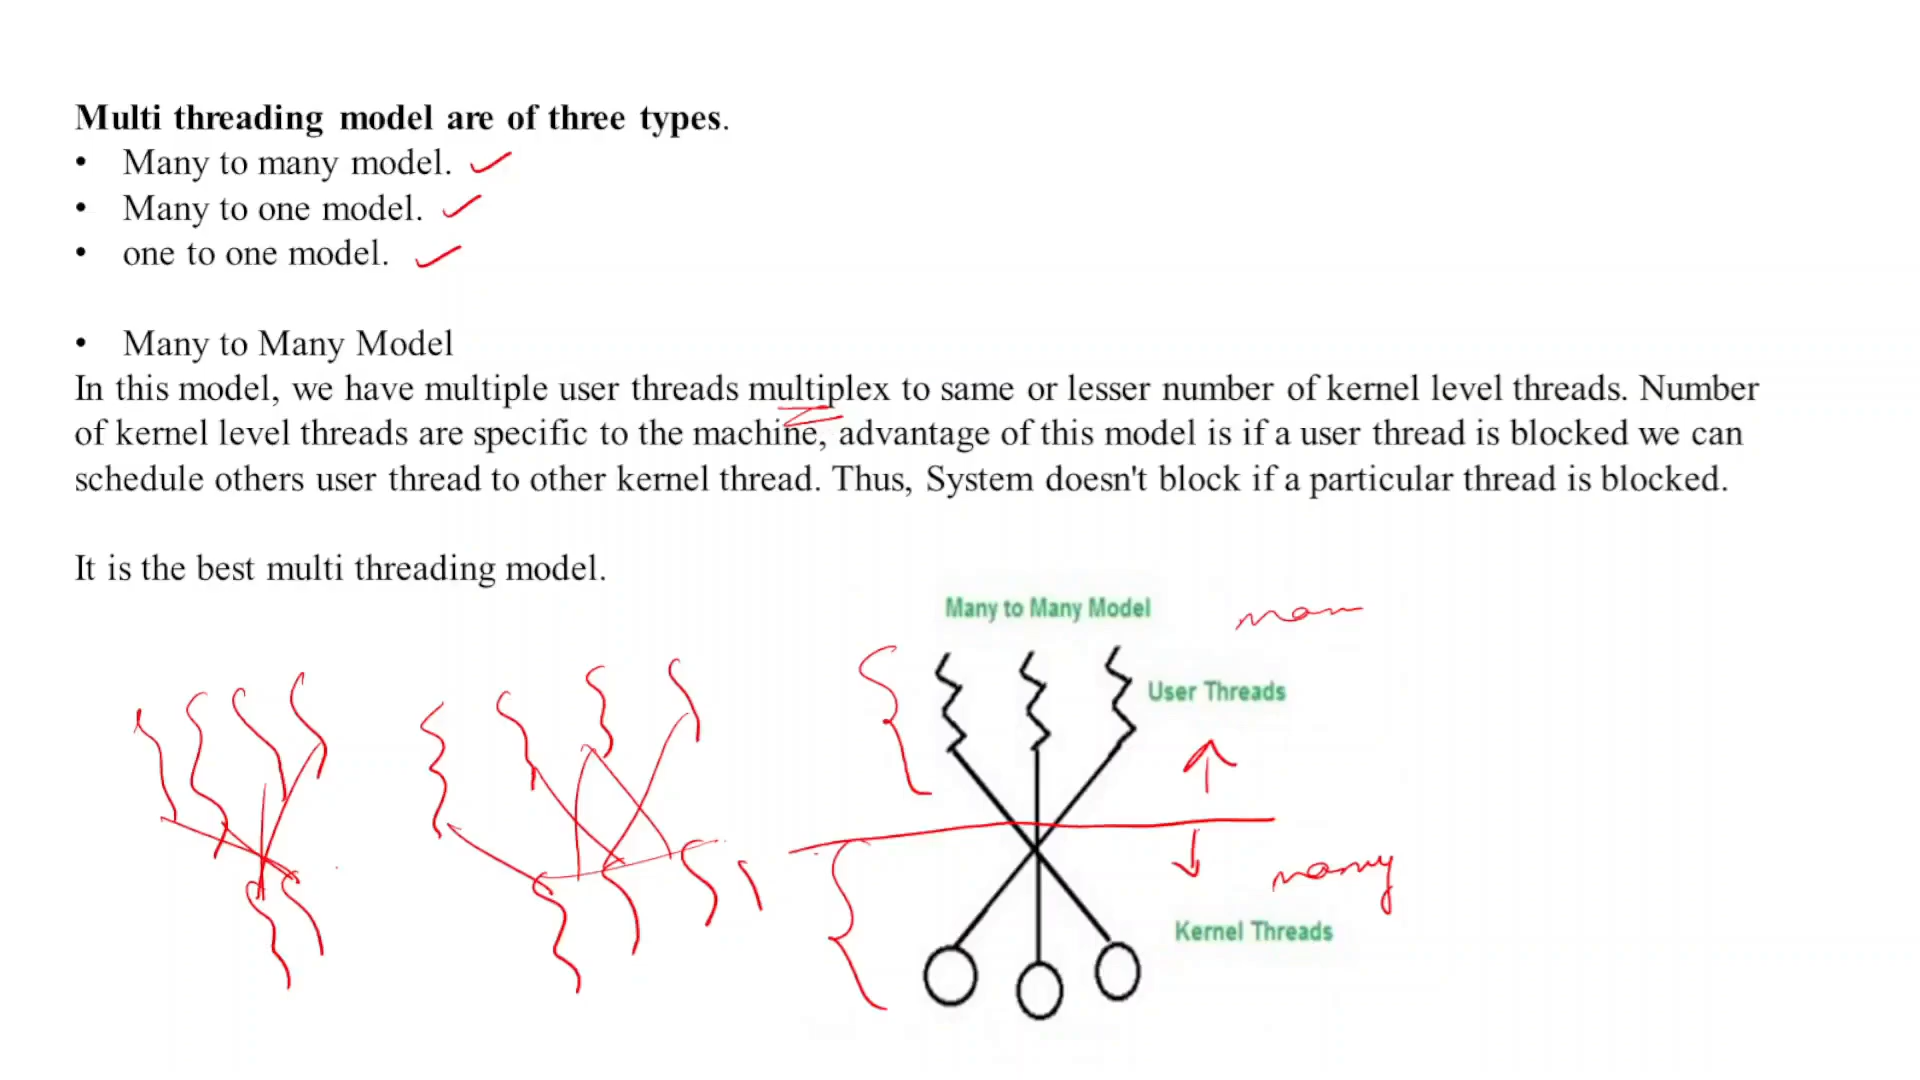 Multi threading model are of three types.
• Many to many model.
• Many to one model.
• one to one model.
• Many to Many Model
In this model, we have multiple user threads multiplex to same or lesser number of kernel level threads. Number
of kernel level threads are specific to the machine, advantage of this model is if a user thread is blocked we can
schedule others user thread to other kernel thread. Thus, System doesn't block if a particular thread is blocked.
It is the best multi threading model.
Many to Many Model
User Threads
many
Kernel Threads